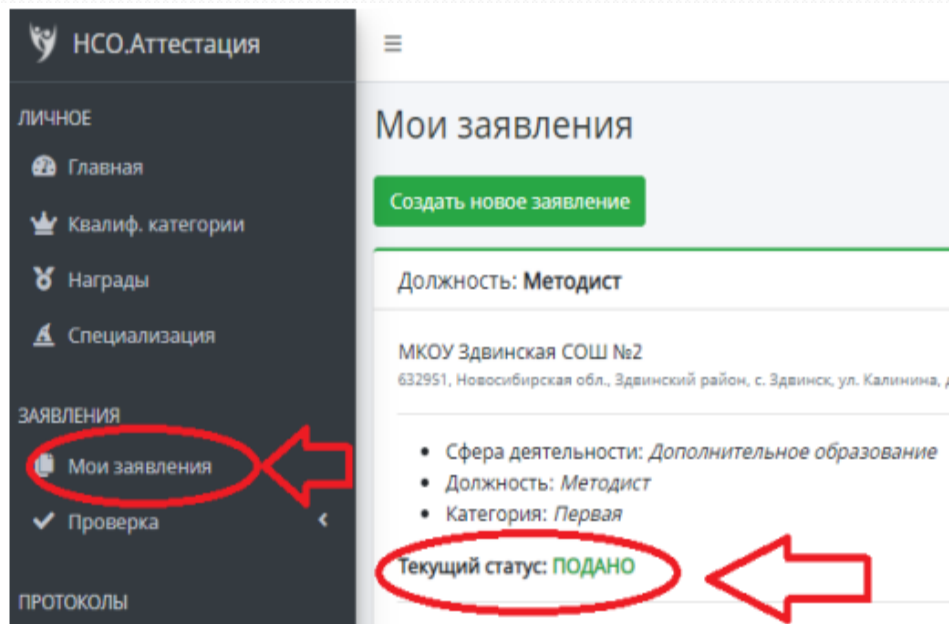 НСО.Аттестация
ЛИЧНОЕ
Главная
Квалиф. категории
Награды
Специализация
ЗАЯВЛЕНИЯ
Мои заявления
Проверка
ПРОТОКОЛЫ
Мои заявления
Создать новое заявление
Должность: Методист
МКОУ Здвинская СОШ №2
632951, Новосибирская обл., Здвинский район, с. Здвинск, ул. Калинина,
Сфера деятельности: Дополнительное образование
Должность: Методист
Категория: Первая
Текущий статус: ПОДАНО